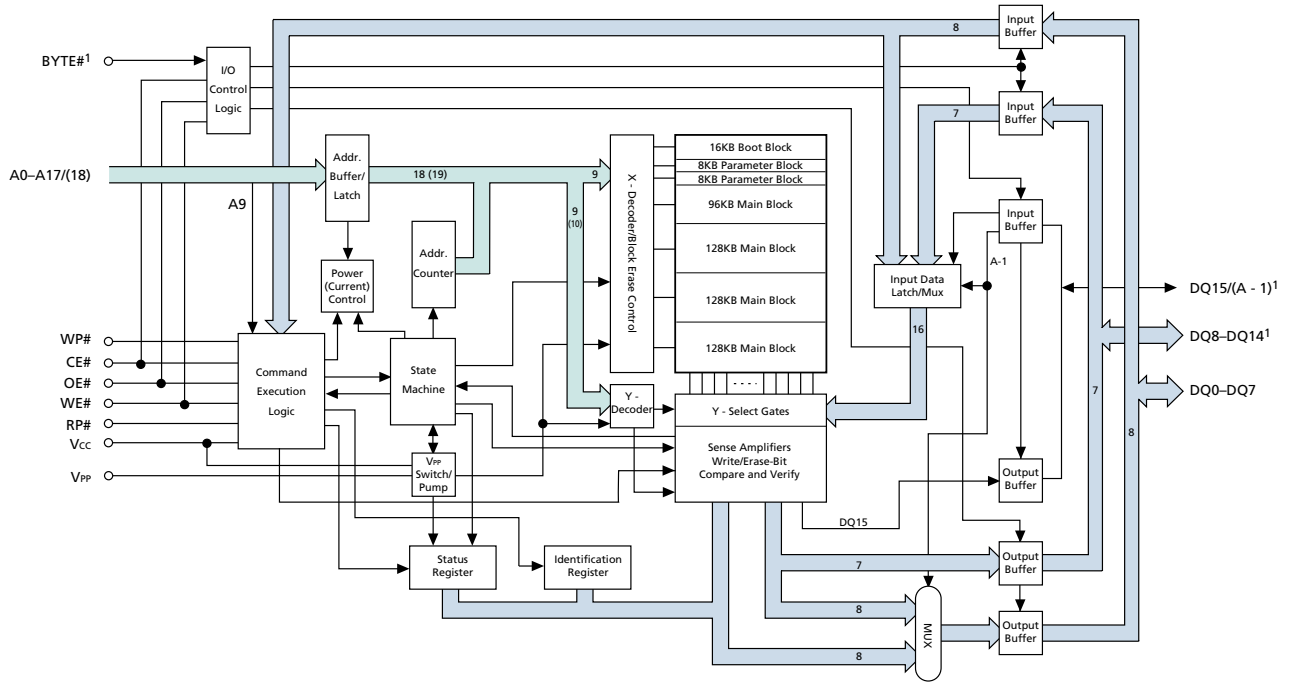 8
Input
Buffer
BYTE#1
I/O
Control
Logic
Input
Buffer
7
16KB Boot Block
8KB Parameter Block
8KB Parameter Block
96KB Main Block
128KB Main Block
128KB Main Block
128KB Main Block
Addr.
Buffer/
Latch
A0–A17/(18)
18 (19)
9
9
(10)
X - Decoder/Block Erase Control
A9
Input
Buffer
Addr.
Counter
A-1
Power
(Current)
Control
Input Data
Latch/Mux
DQ15/(A - 1)1
16
DQ8–DQ141
WP#
CE#
OE#
WE#
RP#
VCC
VPP
Command
Execution
Logic
State
Machine
Y -
Decoder
Y - Select Gates
7
DQ0–DQ7
8
Sense Amplifiers
Write/Erase-Bit
Compare and Verify
VPP
Switch/
Pump
Output
Buffer
DQ15
Status
Register
Identification
Register
7
Output
Buffer
8
8
MUX
Output
Buffer